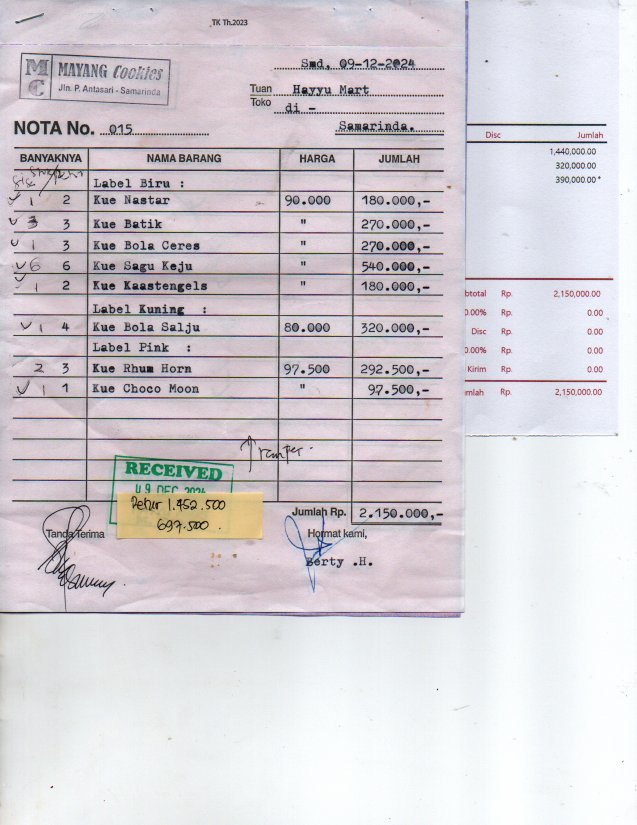 TK Th.2023
MC MAYANG Cookies
Jln. P. Antasari - Samarinda
Smd, 09-12-2024
Tuan Hayyu Mart
Toko di -
Samarinda.
NOTA No. 015
BANYAKNYA NAMA BARANG HARGA JUMLAH
Label Biru :
1 2 Kue Nastar 90.000 180.000,-
3 3 Kue Batik " 270.000,-
1 3 Kue Bola Ceres " 270.000,-
6 6 Kue Sagu Keju " 540.000,-
1 2 Kue Kaastengels " 180.000,-
Label Kuning :
1 4 Kue Bola Salju 80.000 320.000,-
Label Pink :
2 3 Kue Rhum Horn 97.500 292.500,-
1 1 Kue Choco Moon " 97.500,-
RECEIVED
09 DEC 2024
Retur 1.452.500
697.500.
Jumlah Rp. 2.150.000,-
Tanda Terima Hormat kami,
Berty .H.
Disc Jumlah
1,440,000.00
320,000.00
390,000.00 *
btotal Rp. 2,150,000.00
0.00% Rp. 0.00
Disc Rp. 0.00
0.00% Rp. 0.00
Kirim Rp. 0.00
mlah Rp. 2,150,000.00